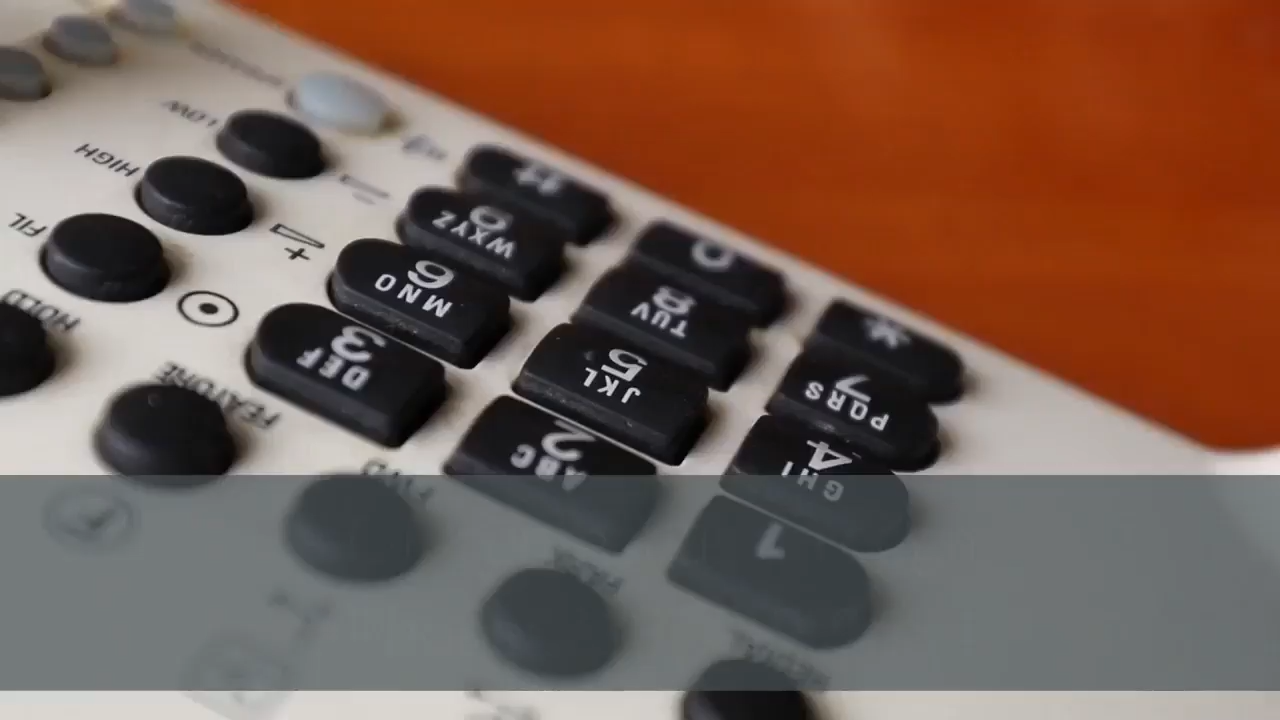 LOW
HIGH
FIL
HOLD
FEATURE
1
ABC 2
DEF 3
GHI 4
JKL 5
MNO 6
PQRS 7
TUV 8
WXYZ 9
*
0
#